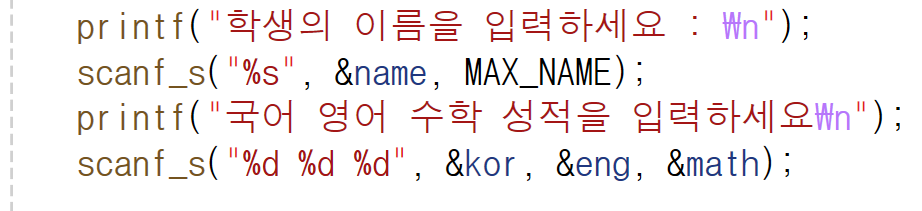 printf("학생의 이름을 입력하세요 : ₩n");
scanf_s("%s", &name, MAX_NAME);
printf("국어 영어 수학 성적을 입력하세요₩n");
scanf_s("%d %d %d", &kor, &eng, &math);